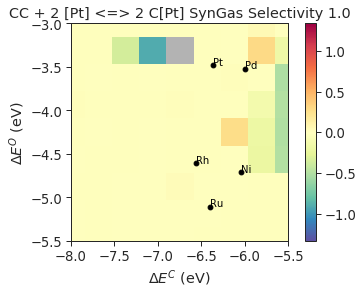 CC + 2 [Pt] <=> 2 C[Pt] SynGas Selectivity 1.0
−3.0
−3.5
−4.0
−4.5
−5.0
−5.5
ΔE^O (eV)
Pt
Pd
Rh
Ni
Ru
−8.0 −7.5 −7.0 −6.5 −6.0 −5.5
ΔE^C (eV)
1.0
0.5
0.0
−0.5
−1.0